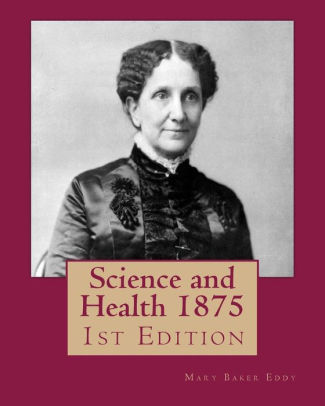 Science and
Health 1875
1st Edition
Mary Baker Eddy